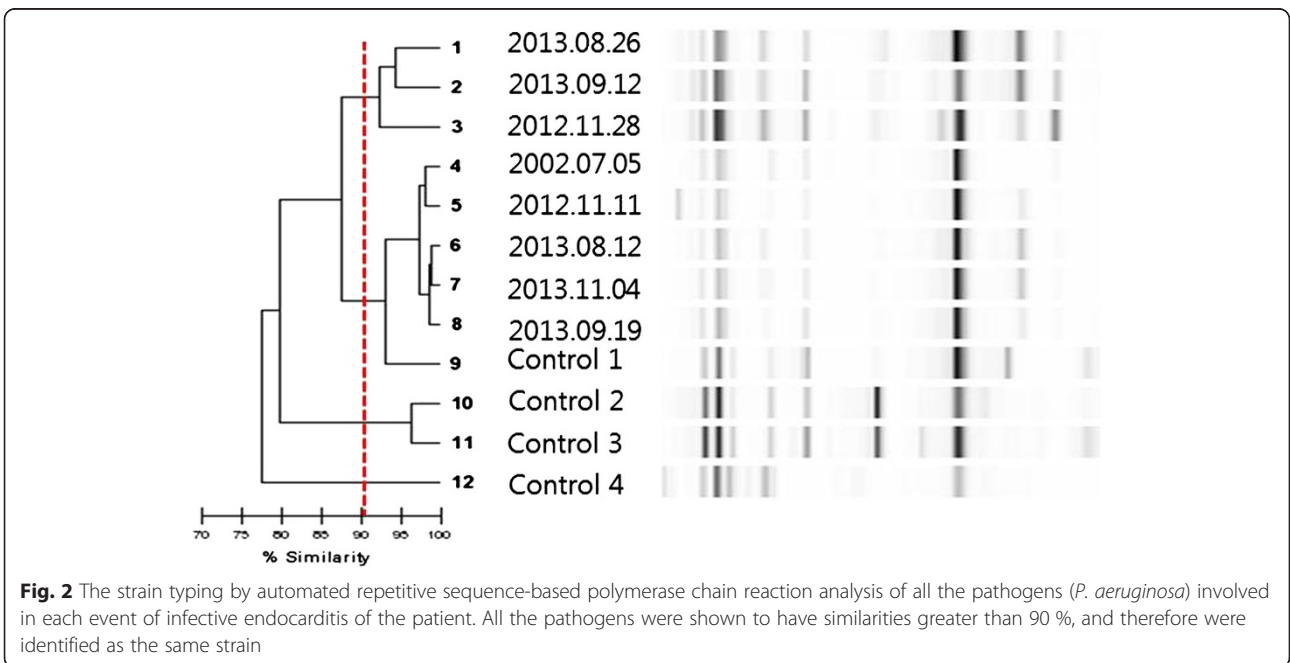 1 2013.08.26
2 2013.09.12
3 2012.11.28
4 2002.07.05
5 2012.11.11
6 2013.08.12
7 2013.11.04
8 2013.09.19
9 Control 1
10 Control 2
11 Control 3
12 Control 4
70 75 80 85 90 95 100
% Similarity
Fig. 2 The strain typing by automated repetitive sequence-based polymerase chain reaction analysis of all the pathogens (P. aeruginosa) involved
in each event of infective endocarditis of the patient. All the pathogens were shown to have similarities greater than 90 %, and therefore were
identified as the same strain